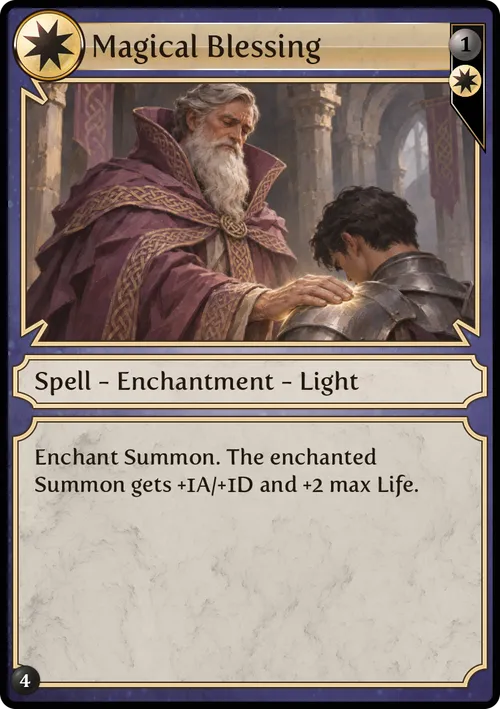 Magical Blessing
1
Spell - Enchantment - Light
Enchant Summon. The enchanted
Summon gets +1A/+1D and +2 max Life.
4